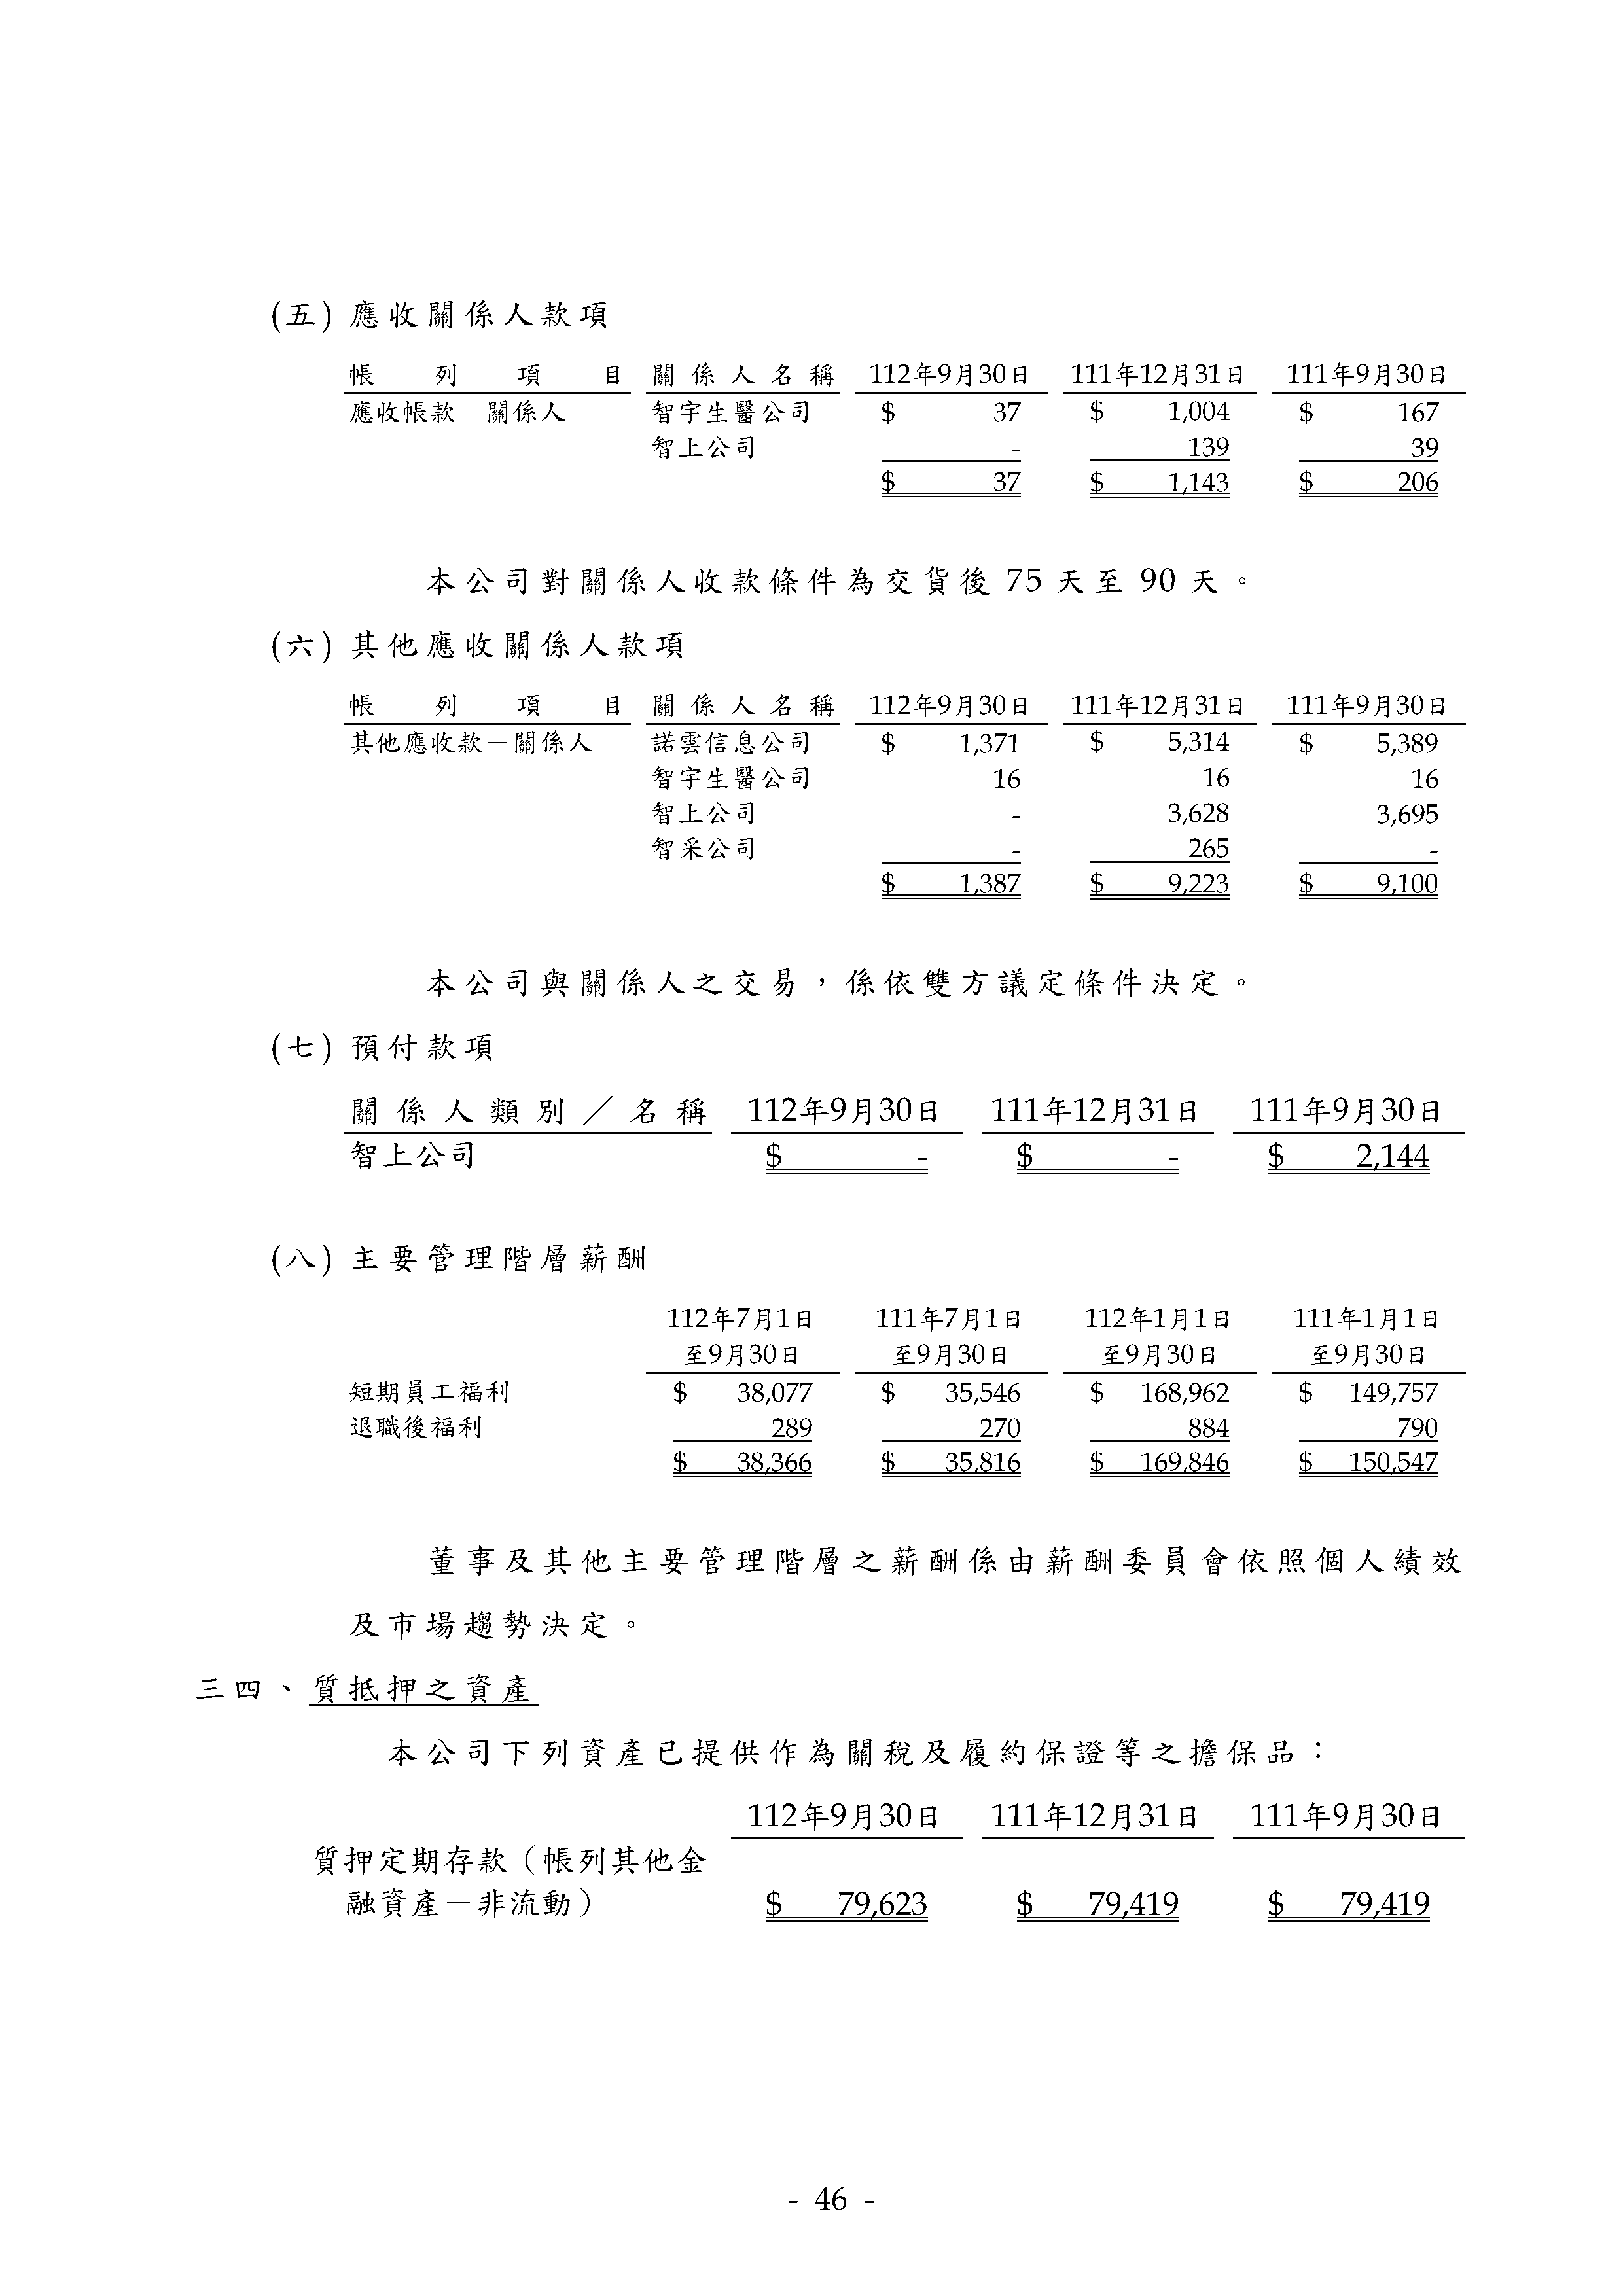 (五) 應收關係人款項
帳列項目 關係人名稱 112年9月30日 111年12月31日 111年9月30日
應收帳款－關係人 智宇生醫公司 $ 37 $ 1,004 $ 167
智上公司 - 139 39
$ 37 $ 1,143 $ 206
本公司對關係人收款條件為交貨後 75 天至 90 天。
(六) 其他應收關係人款項
帳列項目 關係人名稱 112年9月30日 111年12月31日 111年9月30日
其他應收款－關係人 諾雲信息公司 $ 1,371 $ 5,314 $ 5,389
智宇生醫公司 16 16 16
智上公司 - 3,628 3,695
智采公司 - 265 -
$ 1,387 $ 9,223 $ 9,100
本公司與關係人之交易，係依雙方議定條件決定。
(七) 預付款項
關係人類別／名稱 112年9月30日 111年12月31日 111年9月30日
智上公司 $ - $ - $ 2,144
(八) 主要管理階層薪酬
112年7月1日 111年7月1日 112年1月1日 111年1月1日
至9月30日 至9月30日 至9月30日 至9月30日
短期員工福利 $ 38,077 $ 35,546 $ 168,962 $ 149,757
退職後福利 289 270 884 790
$ 38,366 $ 35,816 $ 169,846 $ 150,547
董事及其他主要管理階層之薪酬係由薪酬委員會依照個人績效
及市場趨勢決定。
三四、質抵押之資產
本公司下列資產已提供作為關稅及履約保證等之擔保品：
112年9月30日 111年12月31日 111年9月30日
質押定期存款（帳列其他金
融資產－非流動） $ 79,623 $ 79,419 $ 79,419
- 46 -